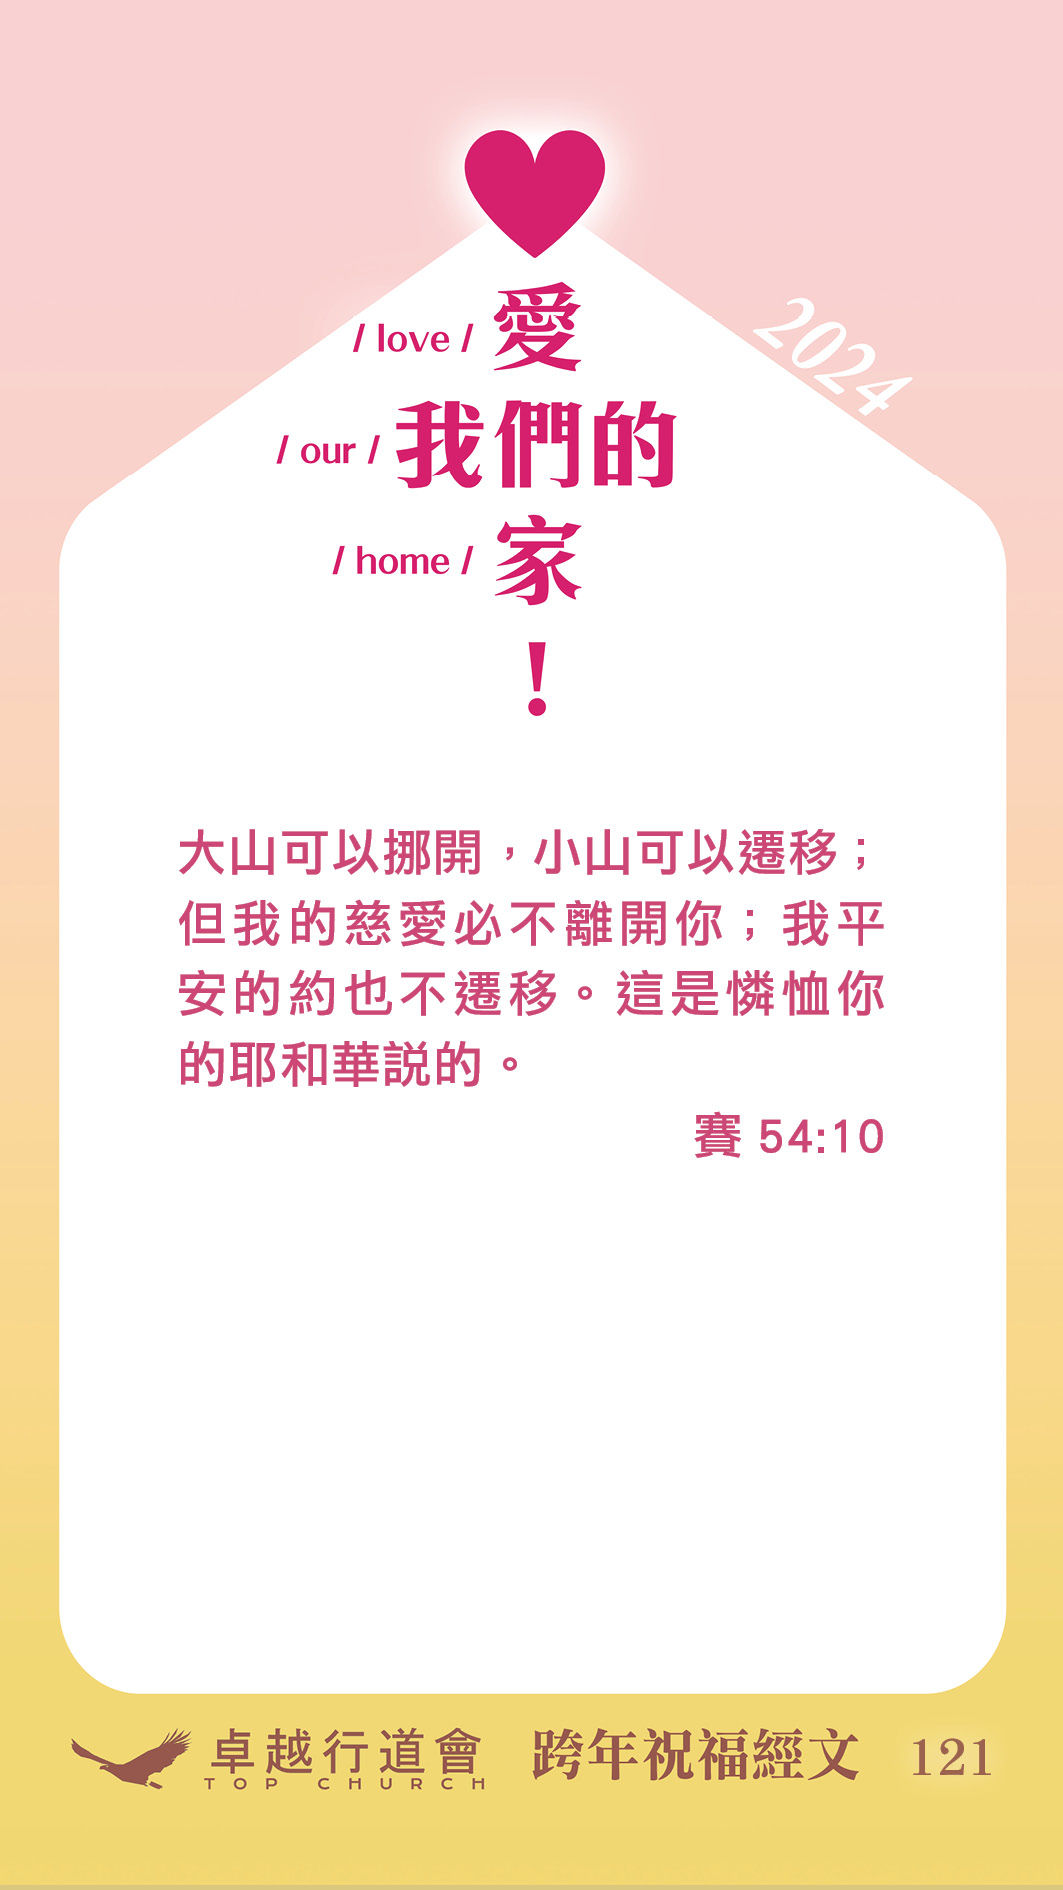 / love / 愛
2024
/ our / 我們的
/ home / 家
!
大山可以挪開，小山可以遷移；
但我的慈愛必不離開你；我平
安的約也不遷移。這是憐恤你
的耶和華説的。
賽 54:10
卓越行道會 跨年祝福經文 121
TOP CHURCH